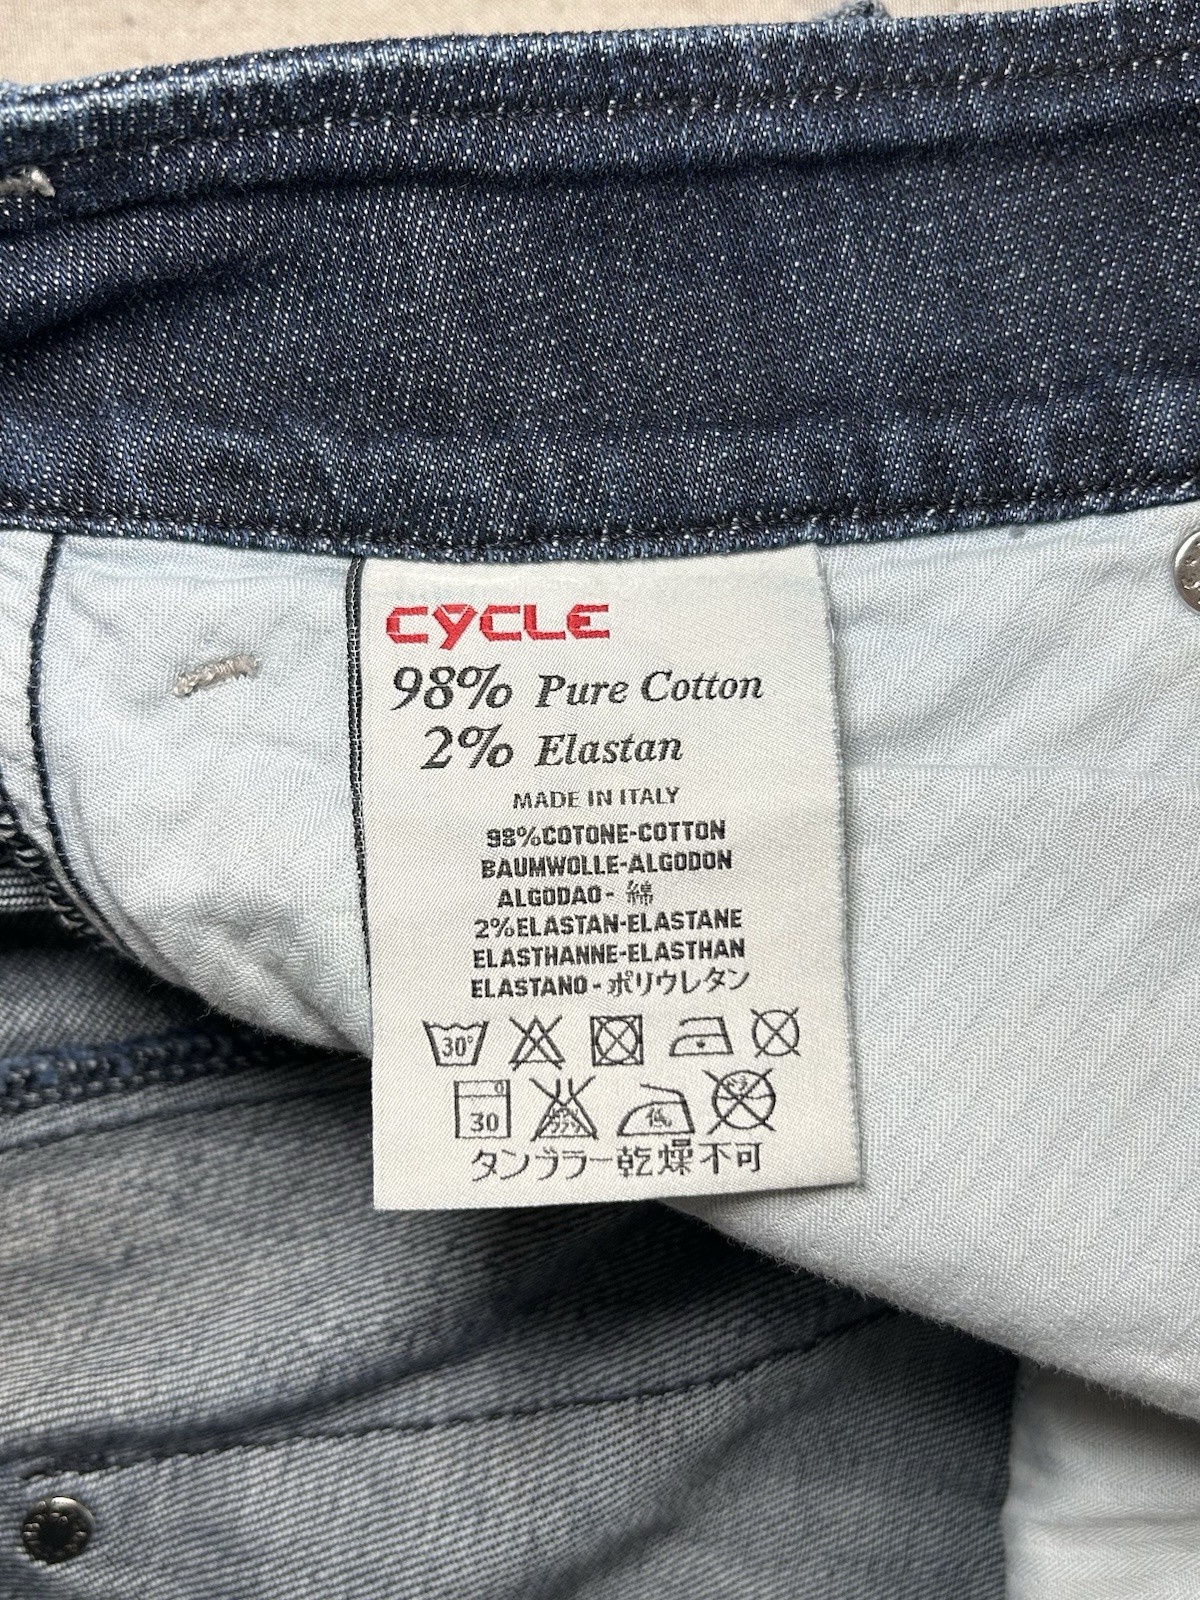 CYCLE
98% Pure Cotton
2% Elastan
MADE IN ITALY
98%COTONE-COTTON
BAUMWOLLE-ALGODON
ALGODAO - 綿
2%ELASTAN-ELASTANE
ELASTHANNE-ELASTHAN
ELASTANO - ポリウレタン
30°
30
低
タンブラー乾燥不可